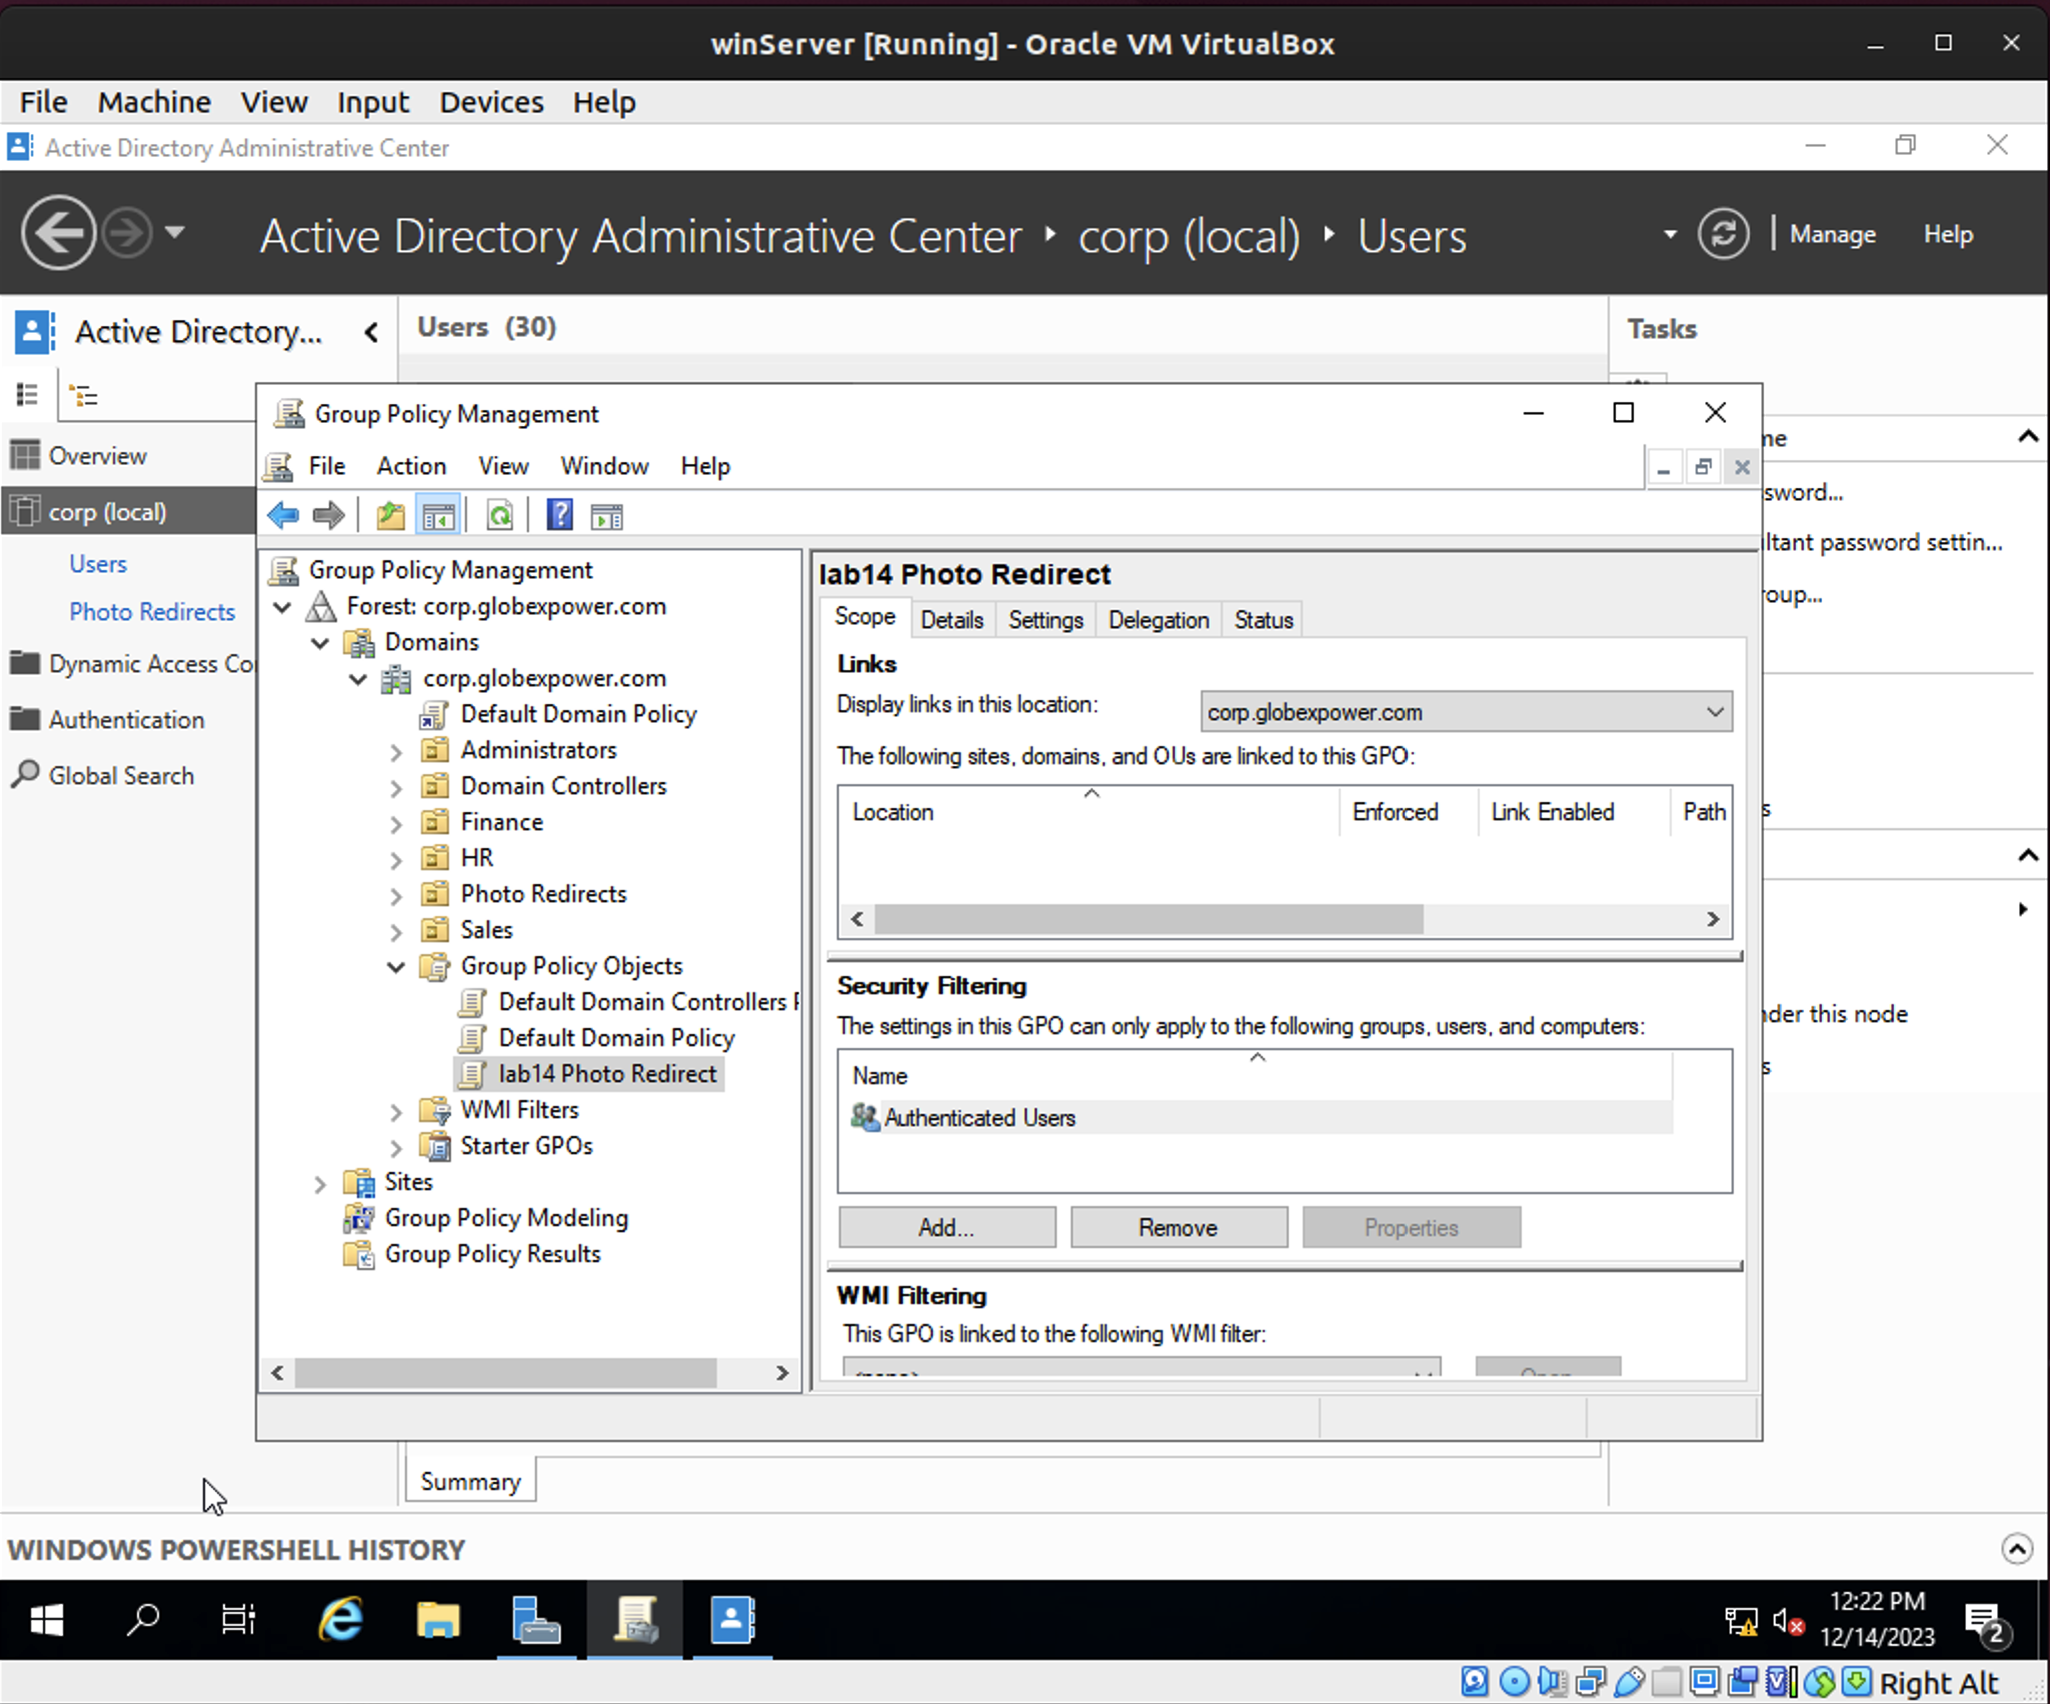 winServer [Running] - Oracle VM VirtualBox
File Machine View Input Devices Help
Active Directory Administrative Center
Active Directory Administrative Center corp (local) Users
Manage Help
Active Directory...
Users (30)
Tasks
Overview
corp (local)
Users
Photo Redirects
Dynamic Access
Authentication
Global Search
Group Policy Management
File Action View Window Help
Group Policy Management
Forest: corp.globexpower.com
Domains
corp.globexpower.com
Default Domain Policy
Administrators
Domain Controllers
Finance
HR
Photo Redirects
Sales
Group Policy Objects
Default Domain Controllers
Default Domain Policy
lab14 Photo Redirect
WMI Filters
Starter GPOs
Sites
Group Policy Modeling
Group Policy Results
lab14 Photo Redirect
Scope Details Settings Delegation Status
Links
Display links in this location: corp.globexpower.com
The following sites, domains, and OUs are linked to this GPO:
Location Enforced Link Enabled Path
Security Filtering
The settings in this GPO can only apply to the following groups, users, and computers:
Name
Authenticated Users
Add... Remove Properties
WMI Filtering
This GPO is linked to the following WMI filter:
password settin...
this node
Summary
WINDOWS POWERSHELL HISTORY
12:22 PM
12/14/2023
2
Right Alt